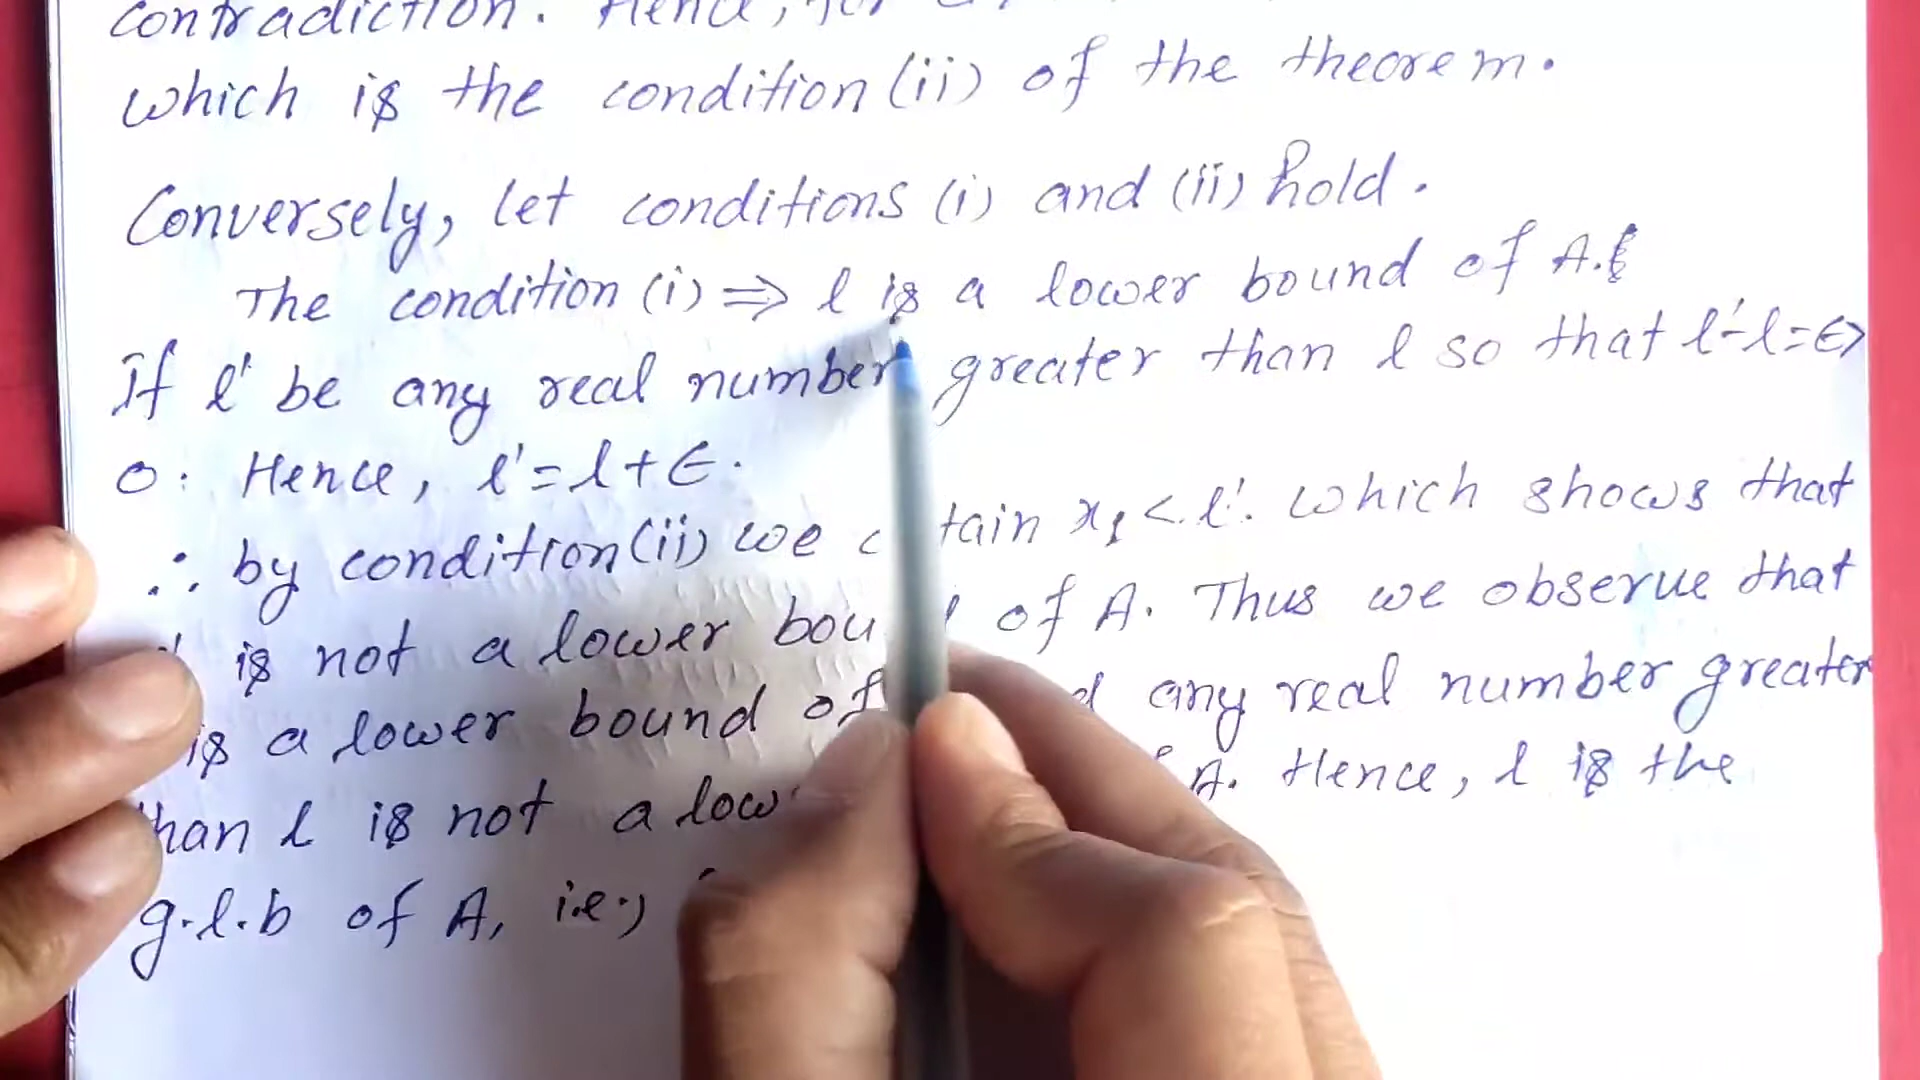 contradiction. Hence, for
which is the condition (ii) of the theorem.
Conversely, let conditions (i) and (ii) hold.
The condition (i) ⇒ l is a lower bound of A.
If l' be any real number greater than l so that l'-l=ϵ>
0. Hence, l'=l+ϵ.
∴ by condition (ii) we tain x₁<l'. which shows that
is not a lower bou of A. Thus we observe that
is a lower bound of any real number greater
than l is not a low A. Hence, l is the
g.l.b of A, i.e.,